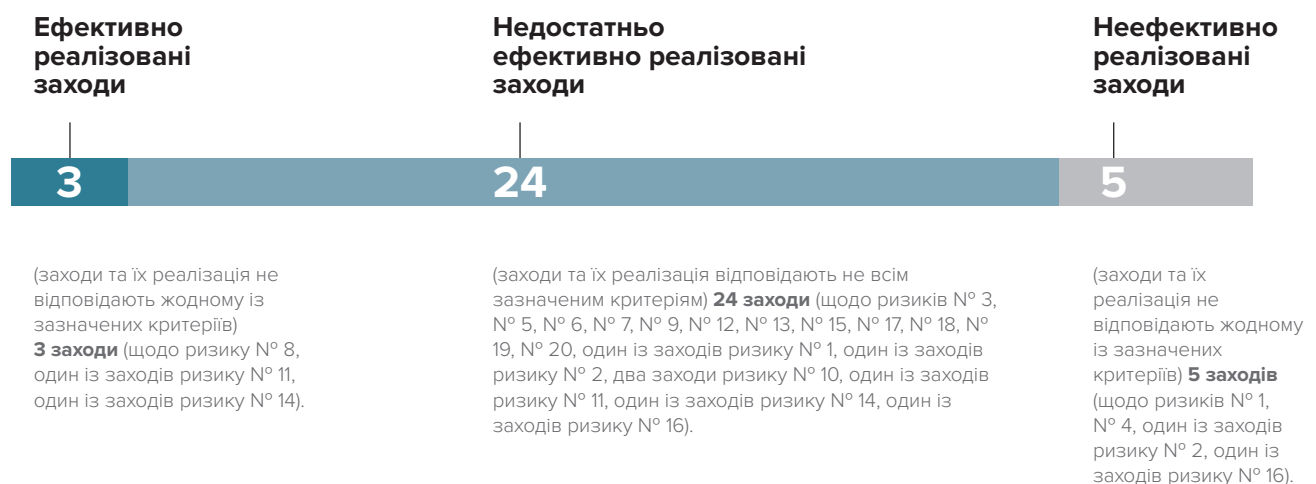 Ефективно
реалізовані
заходи
Недостатньо
ефективно реалізовані
заходи
Неефективно
реалізовані
заходи
3
24
5
(заходи та їх реалізація не
відповідають жодному із
зазначених критеріїв)
3 заходи (щодо ризику № 8,
один із заходів ризику № 11,
один із заходів ризику № 14).
(заходи та їх реалізація відповідають не всім
зазначеним критеріям) 24 заходи (щодо ризиків № 3,
№ 5, № 6, № 7, № 9, № 12, № 13, № 15, № 17, № 18, №
19, № 20, один із заходів ризику № 1, один із заходів
ризику № 2, два заходи ризику № 10, один із заходів
ризику № 11, один із заходів ризику № 14, один із
заходів ризику № 16).
(заходи та їх
реалізація не
відповідають жодному
із зазначених
критеріїв) 5 заходів
(щодо ризиків № 1,
№ 4, один із заходів
ризику № 2, один із
заходів ризику № 16).